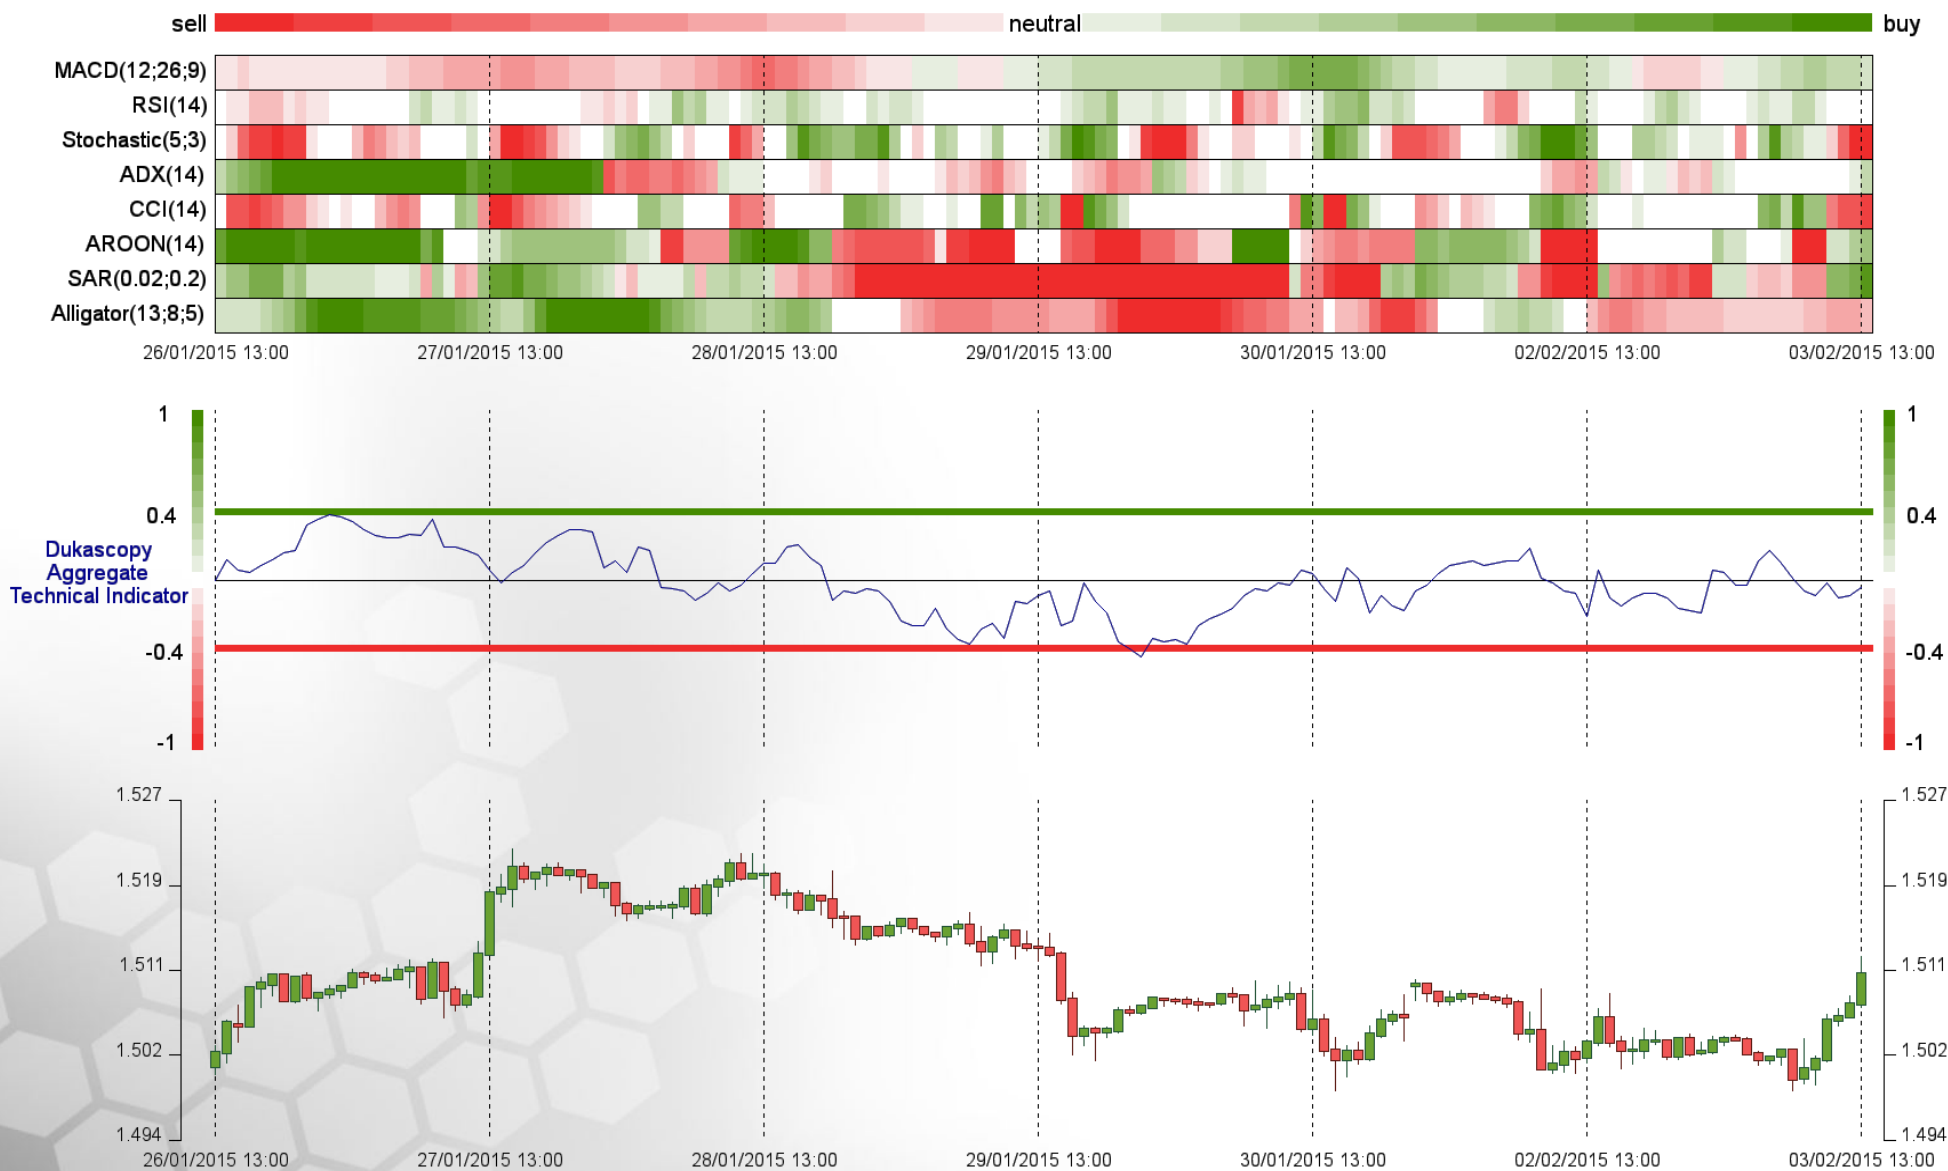 sell neutral buy
MACD(12;26;9)
RSI(14)
Stochastic(5;3)
ADX(14)
CCI(14)
AROON(14)
SAR(0.02;0.2)
Alligator(13;8;5)
26/01/2015 13:00 27/01/2015 13:00 28/01/2015 13:00 29/01/2015 13:00 30/01/2015 13:00 02/02/2015 13:00 03/02/2015 13:00
1 1
0.4 0.4
Dukascopy
Aggregate
Technical Indicator
-0.4 -0.4
-1 -1
1.527 1.527
1.519 1.519
1.511 1.511
1.502 1.502
1.494 1.494
26/01/2015 13:00 27/01/2015 13:00 28/01/2015 13:00 29/01/2015 13:00 30/01/2015 13:00 02/02/2015 13:00 03/02/2015 13:00